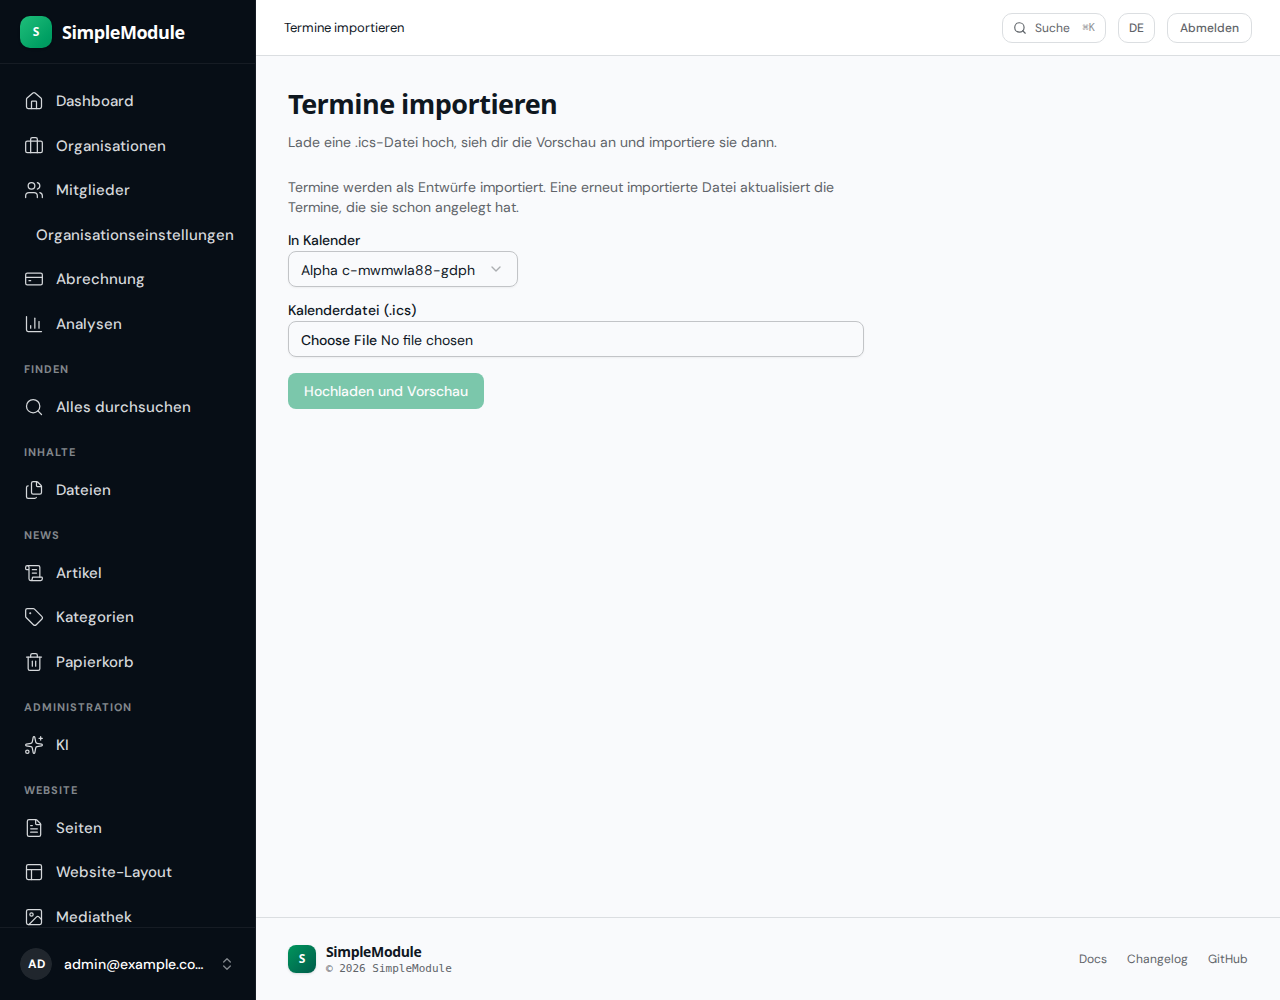 S
SimpleModule
Dashboard
Organisationen
Mitglieder
Organisationseinstellungen
Abrechnung
Analysen
FINDEN
Alles durchsuchen
INHALTE
Dateien
NEWS
Artikel
Kategorien
Papierkorb
ADMINISTRATION
KI
WEBSITE
Seiten
Website-Layout
Mediathek
AD
admin@example.co...
Termine importieren
Suche ⌘K
DE
Abmelden
Termine importieren
Lade eine .ics-Datei hoch, sieh dir die Vorschau an und importiere sie dann.
Termine werden als Entwürfe importiert. Eine erneut importierte Datei aktualisiert die
Termine, die sie schon angelegt hat.
In Kalender
Alpha c-mwmwla88-gdph
Kalenderdatei (.ics)
Choose File No file chosen
Hochladen und Vorschau
S
SimpleModule
© 2026 SimpleModule
Docs
Changelog
GitHub